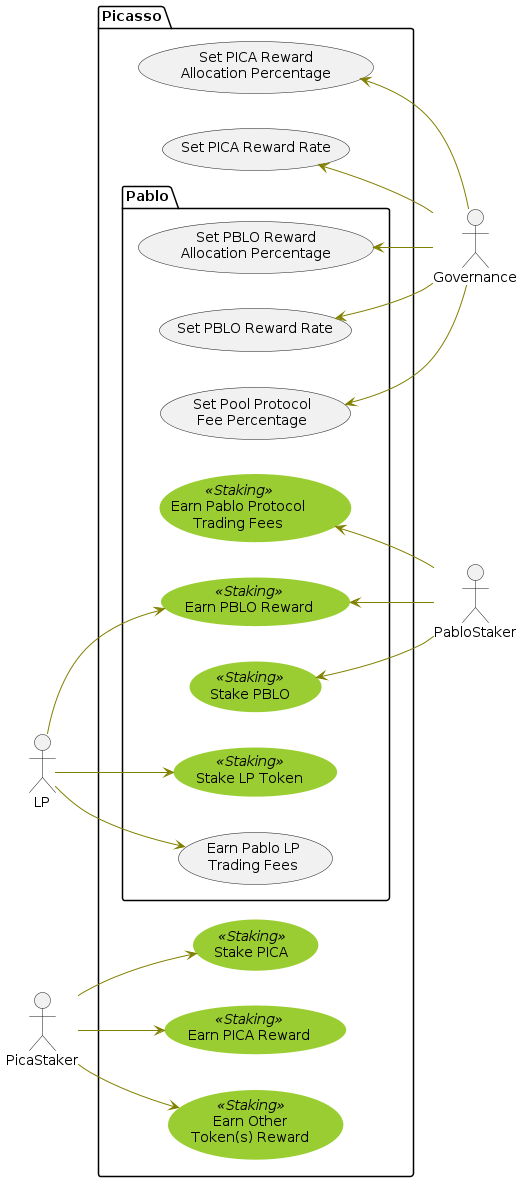 Picasso
Set PICA Reward
Allocation Percentage
Set PICA Reward Rate
Pablo
Set PBLO Reward
Allocation Percentage
Governance
Set PBLO Reward Rate
Set Pool Protocol
Fee Percentage
«Staking»
Earn Pablo Protocol
Trading Fees
«Staking»
Earn PBLO Reward
PabloStaker
«Staking»
Stake PBLO
«Staking»
Stake LP Token
LP
Earn Pablo LP
Trading Fees
«Staking»
Stake PICA
«Staking»
Earn PICA Reward
PicaStaker
«Staking»
Earn Other
Token(s) Reward